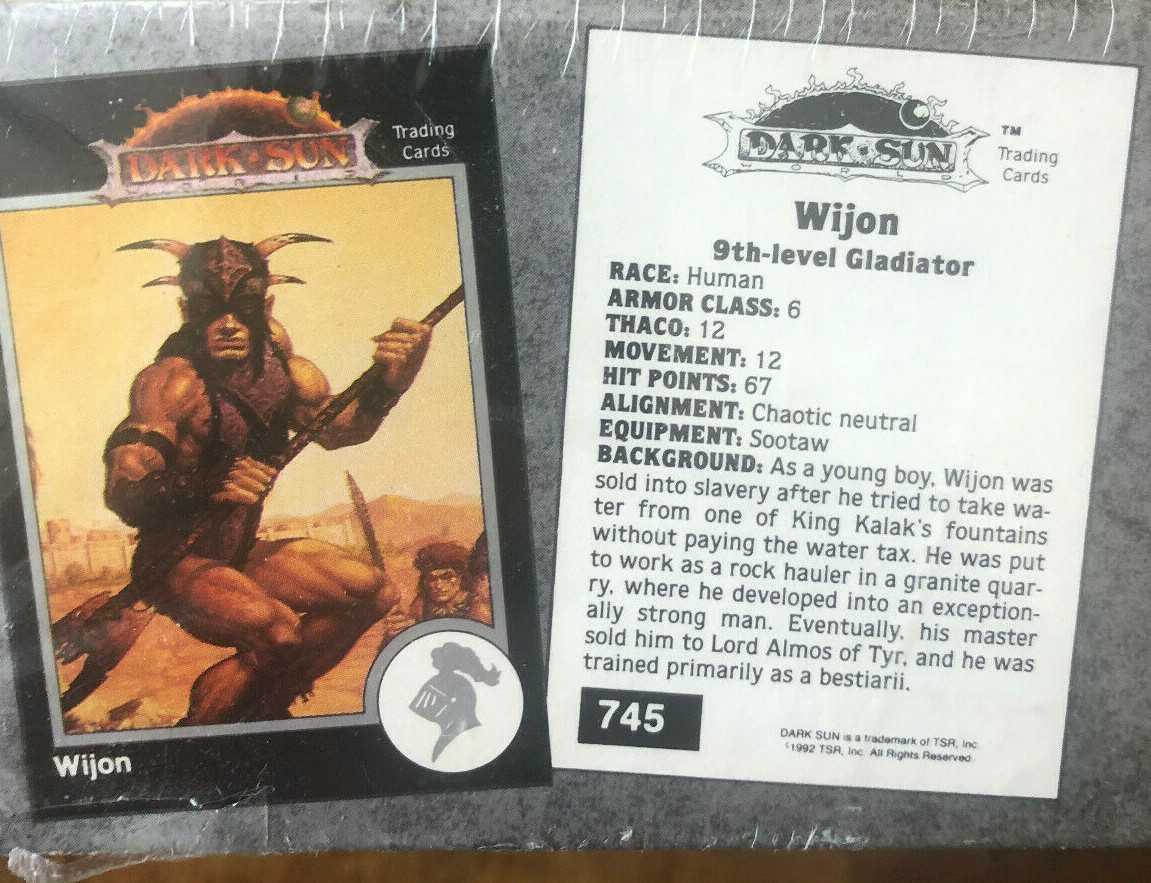 DARK•SUN
Trading
Cards
Wijon
DARK•SUN
WORLD
™
Trading
Cards
Wijon
9th-level Gladiator
RACE: Human
ARMOR CLASS: 6
THACO: 12
MOVEMENT: 12
HIT POINTS: 67
ALIGNMENT: Chaotic neutral
EQUIPMENT: Sootaw
BACKGROUND: As a young boy, Wijon was
sold into slavery after he tried to take wa-
ter from one of King Kalak's fountains
without paying the water tax. He was put
to work as a rock hauler in a granite quar-
ry, where he developed into an exception-
ally strong man. Eventually, his master
sold him to Lord Almos of Tyr, and he was
trained primarily as a bestiarii.
745
DARK SUN is a trademark of TSR, Inc.
©1992 TSR, Inc. All Rights Reserved.